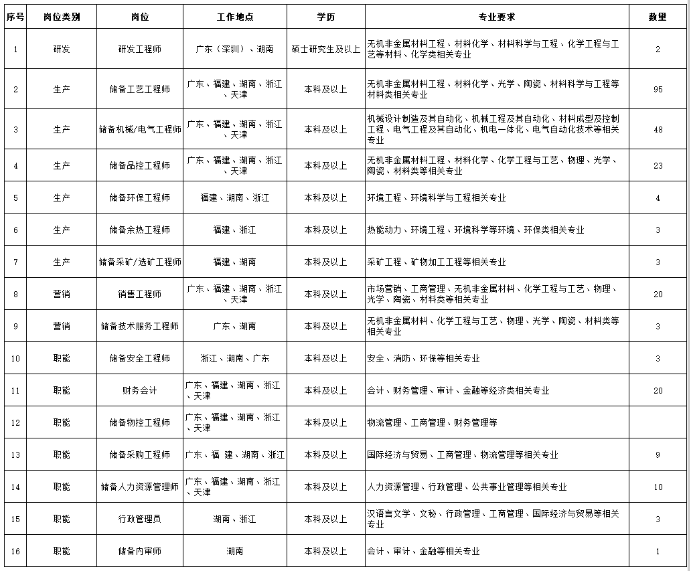 序号 岗位类别 岗位 工作地点 学历 专业要求 数量
1 研发 研发工程师 广东（深圳）、湖南 硕士研究生及以上 无机非金属材料工程、材料化学、材料科学与工程、化学工程与工
艺等材料、化学类相关专业 2
2 生产 储备工艺工程师 广东、福建、湖南、浙江
、天津 本科及以上 无机非金属材料工程、材料化学、光学、陶瓷、材料科学与工程等
材料类相关专业 95
3 生产 储备机械/电气工程师 广东、福建、湖南、浙江
、天津 本科及以上 机械设计制造及其自动化、机械工程及其自动化、材料成型及控制
工程、电气工程及其自动化、机电一体化、电气自动化技术等相关
专业 48
4 生产 储备品控工程师 广东、福建、湖南、浙江
、天津 本科及以上 无机非金属材料工程、材料化学、化学工程与工艺、物理、光学、
陶瓷、材料类等相关专业 23
5 生产 储备环保工程师 福建、湖南、浙江 本科及以上 环境工程、环境科学与工程相关专业 4
6 生产 储备余热工程师 福建、浙江 本科及以上 热能动力、环境工程、环境科学等环境、环保类相关专业 3
7 生产 储备采矿/选矿工程师 福建、湖南 本科及以上 采矿工程、矿物加工工程等相关专业 3
8 营销 销售工程师 广东、福建、湖南、浙江
、天津 本科及以上 市场营销、工商管理、无机非金属材料、化学工程与工艺、物理、
光学、陶瓷、材料类等相关专业 20
9 营销 储备技术服务工程师 广东、湖南 本科及以上 无机非金属材料、化学工程与工艺、物理、光学、陶瓷、材料类等
相关专业 3
10 职能 储备安全工程师 浙江、湖南、广东 本科及以上 安全、消防、环保等相关专业 3
11 职能 财务会计 广东、福建、湖南、浙江
、天津 本科及以上 会计、财务管理、审计、金融等经济类相关专业 20
12 职能 储备物控工程师 广东、福建、湖南、浙江
、天津 本科及以上 物流管理、工商管理、财务管理等
13 职能 储备采购工程师 广东、福 建、湖南、浙江 本科及以上 国际经济与贸易、工商管理、物流管理等相关专业 9
14 职能 储备人力资源管理师 广东、福建、湖南、浙江
、天津 本科及以上 人力资源管理、行政管理、公共事业管理等相关专业 10
15 职能 行政管理员 湖南、浙江 本科及以上 汉语言文学、文秘、行政管理、工商管理、国际经济与贸易等相关
专业 3
16 职能 储备内审师 湖南 本科及以上 会计、审计、金融等相关专业 1